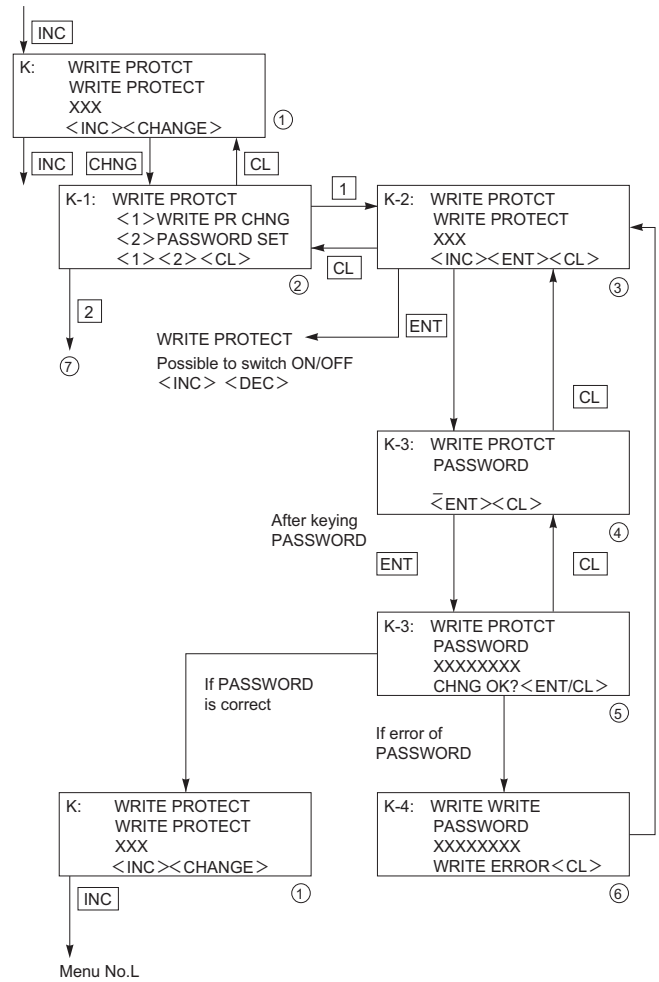 INC
K: WRITE PROTCT
WRITE PROTECT
XXX
<INC><CHANGE>
①
INC CHNG CL
K-1: WRITE PROTCT
<1>WRITE PR CHNG
<2>PASSWORD SET
<1><2><CL>
②
1
CL
K-2: WRITE PROTCT
WRITE PROTECT
XXX
<INC><ENT><CL>
③
2
⑦
ENT
WRITE PROTECT
Possible to switch ON/OFF
<INC> <DEC>
CL
K-3: WRITE PROTCT
PASSWORD
_
<ENT><CL>
④
After keying
PASSWORD
ENT
CL
K-3: WRITE PROTCT
PASSWORD
XXXXXXXX
CHNG OK?<ENT/CL>
⑤
If PASSWORD
is correct
If error of
PASSWORD
K: WRITE PROTECT
WRITE PROTECT
XXX
<INC><CHANGE>
①
K-4: WRITE WRITE
PASSWORD
XXXXXXXX
WRITE ERROR<CL>
⑥
INC
Menu No.L